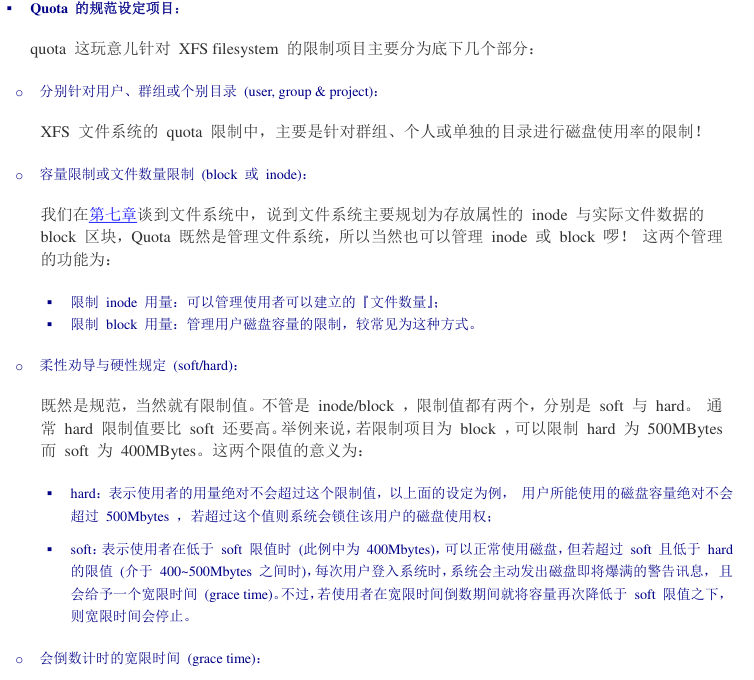 ▪ Quota 的规范设定项目：
quota 这玩意儿针对 XFS filesystem 的限制项目主要分为底下几个部分：
o 分别针对用户、群组或个别目录 (user, group & project)：
XFS 文件系统的 quota 限制中，主要是针对群组、个人或单独的目录进行磁盘使用率的限制！
o 容量限制或文件数量限制 (block 或 inode)：
我们在第七章谈到文件系统中，说到文件系统主要规划为存放属性的 inode 与实际文件数据的
block 区块，Quota 既然是管理文件系统，所以当然也可以管理 inode 或 block 啰！ 这两个管理
的功能为：
▪ 限制 inode 用量：可以管理使用者可以建立的『文件数量』；
▪ 限制 block 用量：管理用户磁盘容量的限制，较常见为这种方式。
o 柔性劝导与硬性规定 (soft/hard)：
既然是规范，当然就有限制值。不管是 inode/block ，限制值都有两个，分别是 soft 与 hard。 通
常 hard 限制值要比 soft 还要高。举例来说，若限制项目为 block ，可以限制 hard 为 500MBytes
而 soft 为 400MBytes。这两个限值的意义为：
▪ hard：表示使用者的用量绝对不会超过这个限制值，以上面的设定为例， 用户所能使用的磁盘容量绝对不会
超过 500Mbytes ，若超过这个值则系统会锁住该用户的磁盘使用权；
▪ soft：表示使用者在低于 soft 限值时 (此例中为 400Mbytes)，可以正常使用磁盘，但若超过 soft 且低于 hard
的限值 (介于 400~500Mbytes 之间时)，每次用户登入系统时，系统会主动发出磁盘即将爆满的警告讯息，且
会给予一个宽限时间 (grace time)。不过，若使用者在宽限时间倒数期间就将容量再次降低于 soft 限值之下，
则宽限时间会停止。
o 会倒数计时的宽限时间 (grace time)：